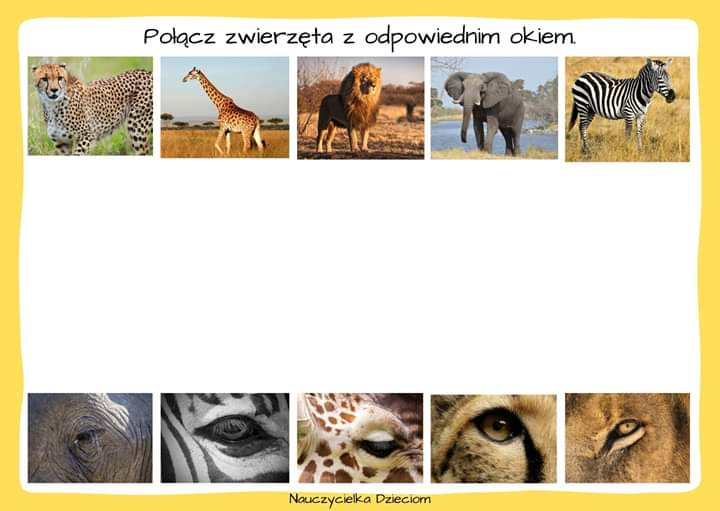 Połącz zwierzęta z odpowiednim okiem.
Nauczycielka Dzieciom